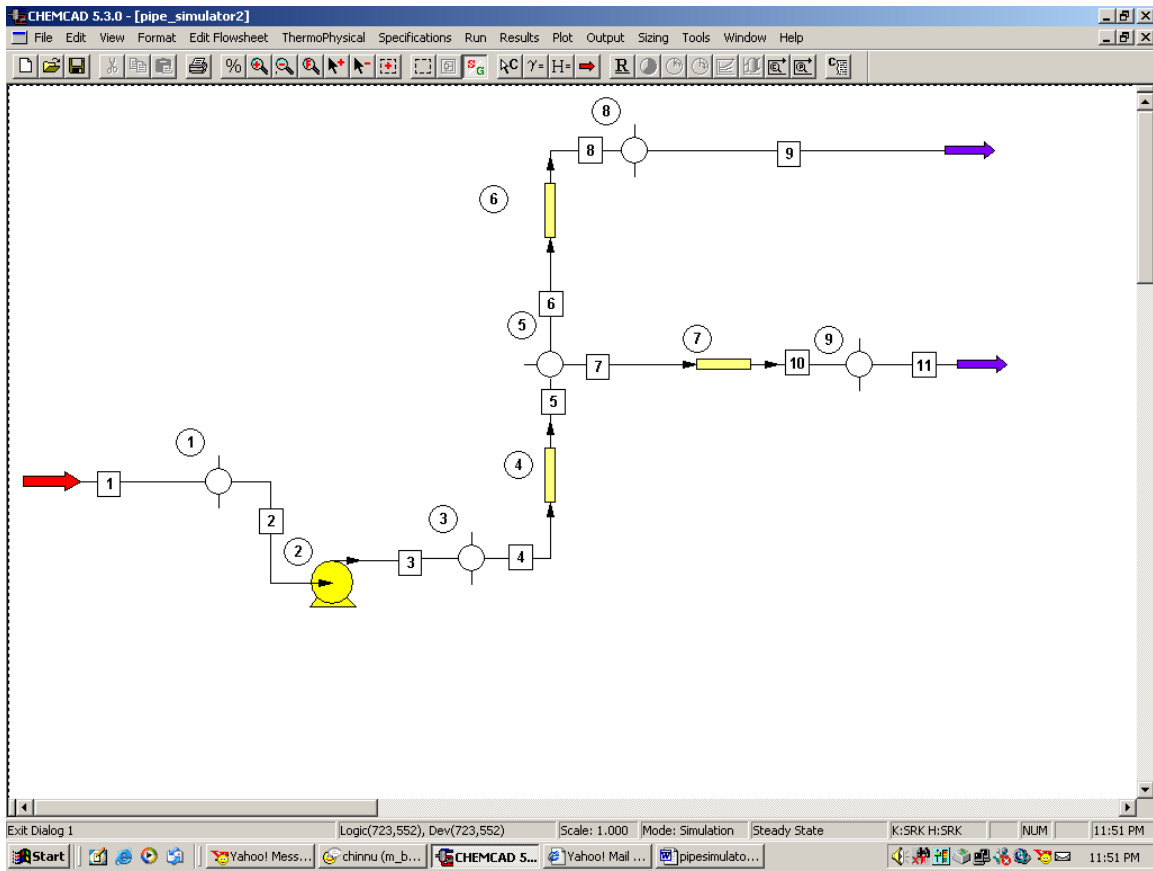 CHEMCAD 5.3.0 - [pipe_simulator2]
File Edit View Format Edit Flowsheet ThermoPhysical Specifications Run Results Plot Output Sizing Tools Window Help
% S G C γ= H= R C
8
8 9
6
6
5
7
7 10 9 11
5
1
4
1
2
3
2
3 4
Exit Dialog 1 Logic(723,552), Dev(723,552) Scale: 1.000 Mode: Simulation Steady State K:SRK H:SRK NUM 11:51 PM
Start Yahoo! Mess... chinnu (m_b... CHEMCAD 5... Yahoo! Mail ... pipesimulato... 11:51 PM